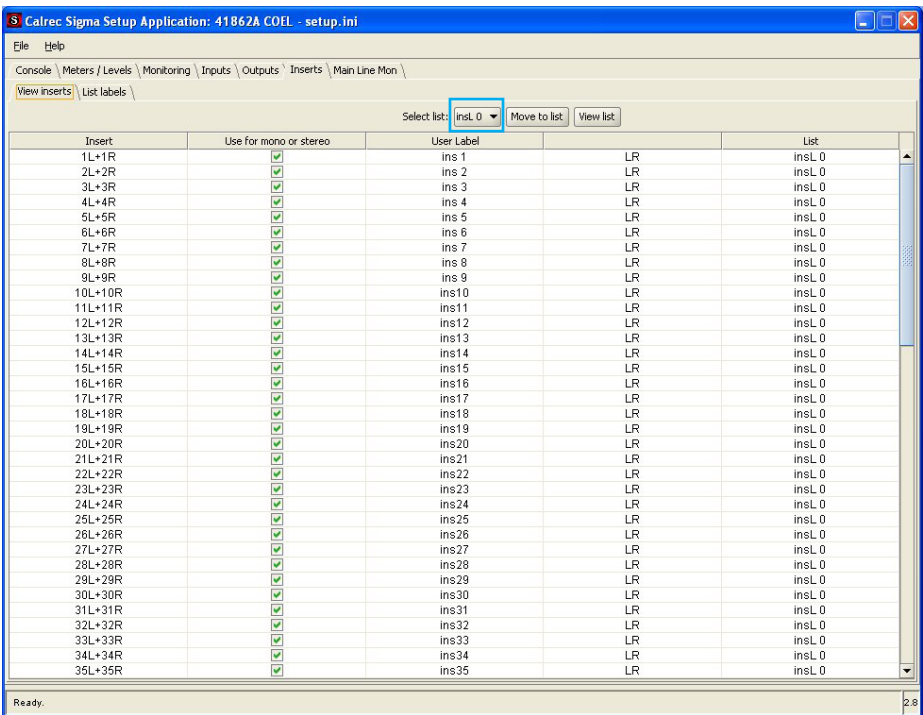 S Calrec Sigma Setup Application: 41862A COEL - setup.ini
File Help
Console Meters / Levels Monitoring Inputs Outputs Inserts Main Line Mon
View inserts List labels
Select list: insL 0 Move to list View list
Insert Use for mono or stereo User Label List
1L+1R ins 1 LR insL 0
2L+2R ins 2 LR insL 0
3L+3R ins 3 LR insL 0
4L+4R ins 4 LR insL 0
5L+5R ins 5 LR insL 0
6L+6R ins 6 LR insL 0
7L+7R ins 7 LR insL 0
8L+8R ins 8 LR insL 0
9L+9R ins 9 LR insL 0
10L+10R ins10 LR insL 0
11L+11R ins11 LR insL 0
12L+12R ins12 LR insL 0
13L+13R ins13 LR insL 0
14L+14R ins14 LR insL 0
15L+15R ins15 LR insL 0
16L+16R ins16 LR insL 0
17L+17R ins17 LR insL 0
18L+18R ins18 LR insL 0
19L+19R ins19 LR insL 0
20L+20R ins20 LR insL 0
21L+21R ins21 LR insL 0
22L+22R ins22 LR insL 0
23L+23R ins23 LR insL 0
24L+24R ins24 LR insL 0
25L+25R ins25 LR insL 0
26L+26R ins26 LR insL 0
27L+27R ins27 LR insL 0
28L+28R ins28 LR insL 0
29L+29R ins29 LR insL 0
30L+30R ins30 LR insL 0
31L+31R ins31 LR insL 0
32L+32R ins32 LR insL 0
33L+33R ins33 LR insL 0
34L+34R ins34 LR insL 0
35L+35R ins35 LR insL 0
Ready. 2.8